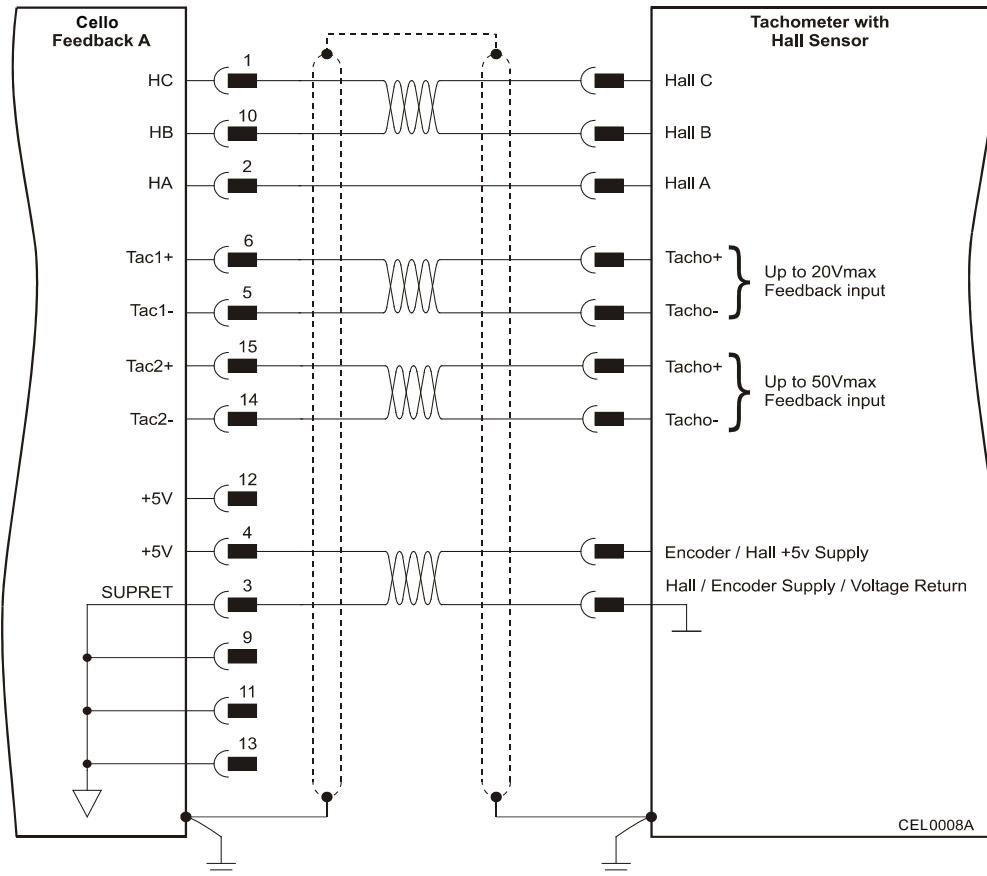 Cello
Feedback A
Tachometer with
Hall Sensor
HC 1 Hall C
HB 10 Hall B
HA 2 Hall A
Tac1+ 6 Tacho+
Up to 20Vmax
Feedback input
Tac1- 5 Tacho-
Tac2+ 15 Tacho+
Up to 50Vmax
Feedback input
Tac2- 14 Tacho-
+5V 12
+5V 4 Encoder / Hall +5v Supply
SUPRET 3 Hall / Encoder Supply / Voltage Return
9
11
13
CEL0008A